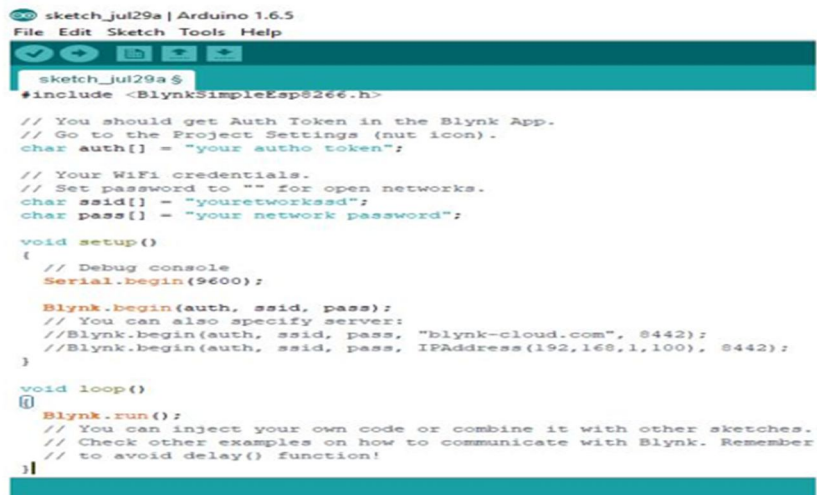 sketch_jul29a | Arduino 1.6.5
File Edit Sketch Tools Help
sketch_jul29a §
#include <BlynkSimpleEsp8266.h>
// You should get Auth Token in the Blynk App.
// Go to the Project Settings (nut icon).
char auth[] = "your autho token";
// Your WiFi credentials.
// Set password to "" for open networks.
char ssid[] = "youretworkssd";
char pass[] = "your network password";
void setup()
{
// Debug console
Serial.begin(9600);
Blynk.begin(auth, ssid, pass);
// You can also specify server:
//Blynk.begin(auth, ssid, pass, "blynk-cloud.com", 8442);
//Blynk.begin(auth, ssid, pass, IPAddress(192,168,1,100), 8442);
}
void loop()
{
Blynk.run();
// You can inject your own code or combine it with other sketches.
// Check other examples on how to communicate with Blynk. Remember
// to avoid delay() function!
}